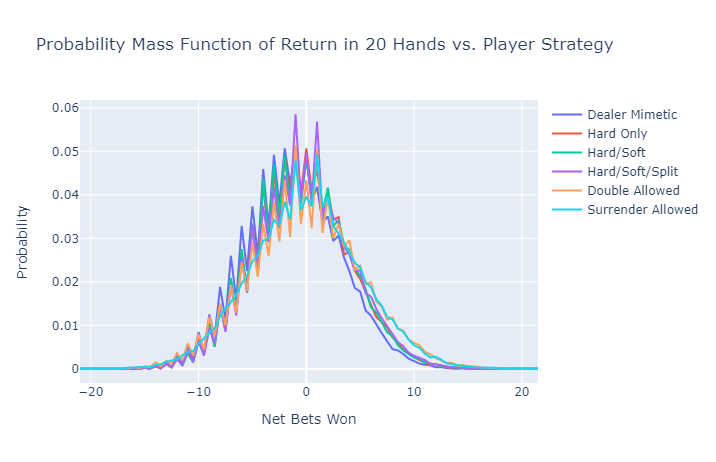 Probability Mass Function of Return in 20 Hands vs. Player Strategy
0.06
0.05
0.04
0.03
0.02
0.01
0
Probability
−20
−10
0
10
20
Net Bets Won
Dealer Mimetic
Hard Only
Hard/Soft
Hard/Soft/Split
Double Allowed
Surrender Allowed